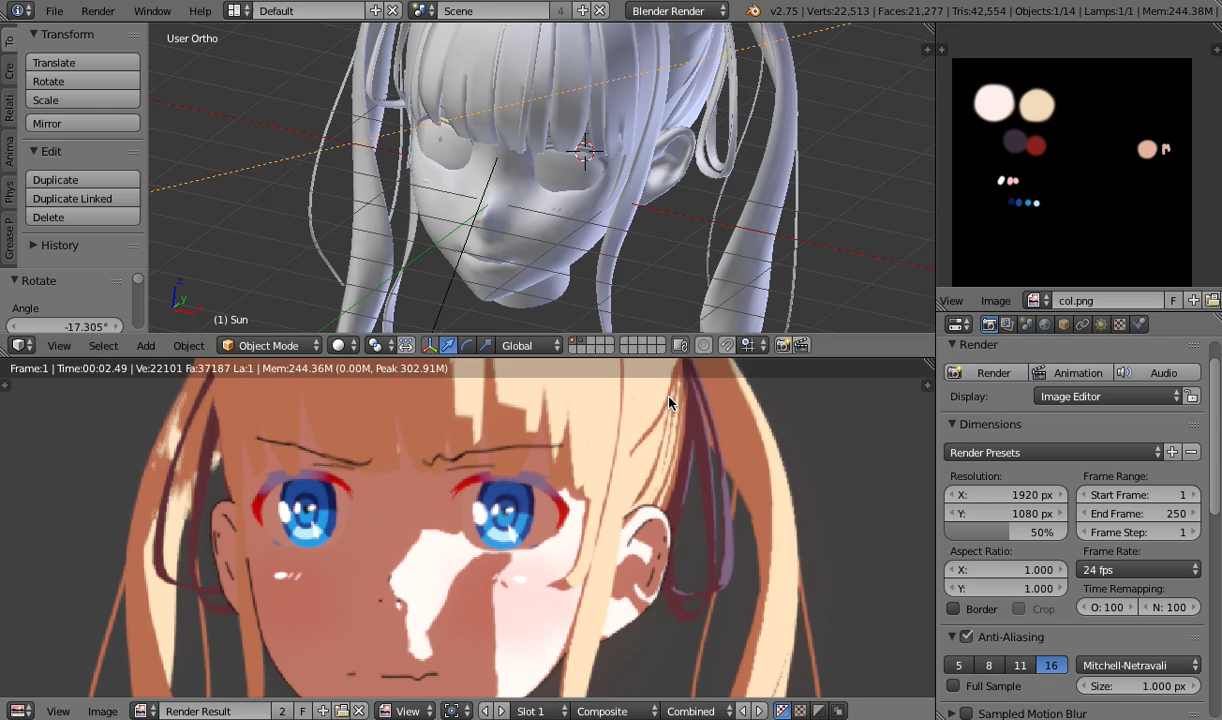 File Render Window Help Default Scene 4 Blender Render v2.75 | Verts:22,513 | Faces:21,277 | Tris:42,554 | Objects:1/14 | Lamps:1/1 | Mem:244.38M |
To
Cre
Relati
Anima
Phys
Grease P
Transform
Translate
Rotate
Scale
Mirror
Edit
Duplicate
Duplicate Linked
Delete
History
Rotate
Angle
-17.305°
User Ortho
z
y
(1) Sun
View Select Add Object Object Mode Global
View Image col.png F
Frame:1 | Time:00:02.49 | Ve:22101 Fa:37187 La:1 | Mem:244.36M (0.00M, Peak 302.91M)
View Image Render Result 2 F View Slot 1 Composite Combined
Render
Render Animation Audio
Display: Image Editor
Dimensions
Render Presets
Resolution: Frame Range:
X: 1920 px Start Frame: 1
Y: 1080 px End Frame: 250
50% Frame Step: 1
Aspect Ratio: Frame Rate:
X: 1.000 24 fps
Y: 1.000 Time Remapping:
Border Crop O: 100 N: 100
Anti-Aliasing
5 8 11 16 Mitchell-Netravali
Full Sample Size: 1.000 px
Sampled Motion Blur